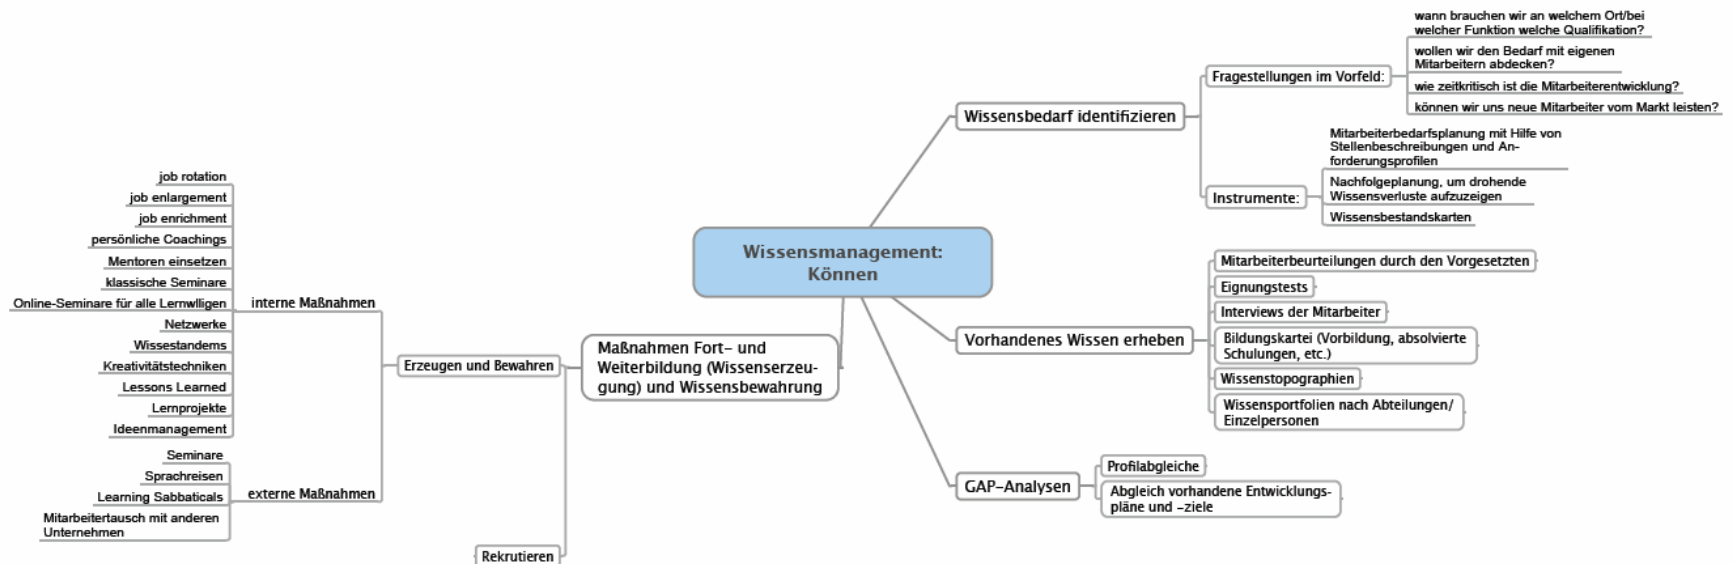 Wissensmanagement:
Können
Wissensbedarf identifizieren
Fragestellungen im Vorfeld:
wann brauchen wir an welchem Ort/bei
welcher Funktion welche Qualifikation?
wollen wir den Bedarf mit eigenen
Mitarbeitern abdecken?
wie zeitkritisch ist die Mitarbeiterentwicklung?
können wir uns neue Mitarbeiter vom Markt leisten?
Instrumente:
Mitarbeiterbedarfsplanung mit Hilfe von
Stellenbeschreibungen und An-
forderungsprofilen
Nachfolgeplanung, um drohende
Wissensverluste aufzuzeigen
Wissensbestandskarten
Vorhandenes Wissen erheben
Mitarbeiterbeurteilungen durch den Vorgesetzten
Eignungstests
Interviews der Mitarbeiter
Bildungskartei (Vorbildung, absolvierte
Schulungen, etc.)
Wissenstopographien
Wissensportfolien nach Abteilungen/
Einzelpersonen
GAP-Analysen
Profilabgleiche
Abgleich vorhandene Entwicklungs-
pläne und -ziele
Maßnahmen Fort- und
Weiterbildung (Wissenserzeu-
gung) und Wissensbewahrung
Erzeugen und Bewahren
interne Maßnahmen
job rotation
job enlargement
job enrichment
persönliche Coachings
Mentoren einsetzen
klassische Seminare
Online-Seminare für alle Lernwlligen
Netzwerke
Wissestandems
Kreativitätstechniken
Lessons Learned
Lernprojekte
Ideenmanagement
externe Maßnahmen
Seminare
Sprachreisen
Learning Sabbaticals
Mitarbeitertausch mit anderen
Unternehmen
Rekrutieren